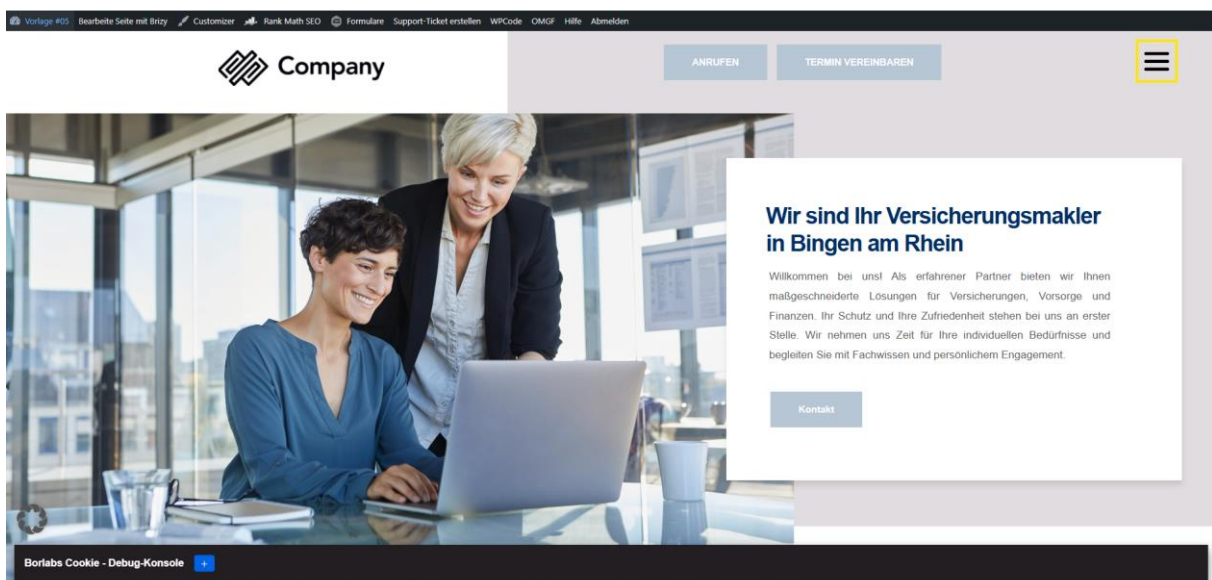 Vorlage #05 Bearbeite Seite mit Brizy Customizer Rank Math SEO Formulare Support-Ticket erstellen WPCode OMGF Hilfe Abmelden
Company
ANRUFEN
TERMIN VEREINBAREN
Wir sind Ihr Versicherungsmakler
in Bingen am Rhein
Willkommen bei uns! Als erfahrener Partner bieten wir Ihnen
maßgeschneiderte Lösungen für Versicherungen, Vorsorge und
Finanzen. Ihr Schutz und Ihre Zufriedenheit stehen bei uns an erster
Stelle. Wir nehmen uns Zeit für Ihre individuellen Bedürfnisse und
begleiten Sie mit Fachwissen und persönlichem Engagement.
Kontakt
Borlabs Cookie - Debug-Konsole +